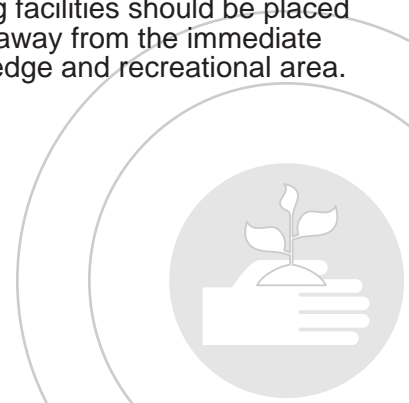 facilities should be placed
away from the immediate
edge and recreational area.